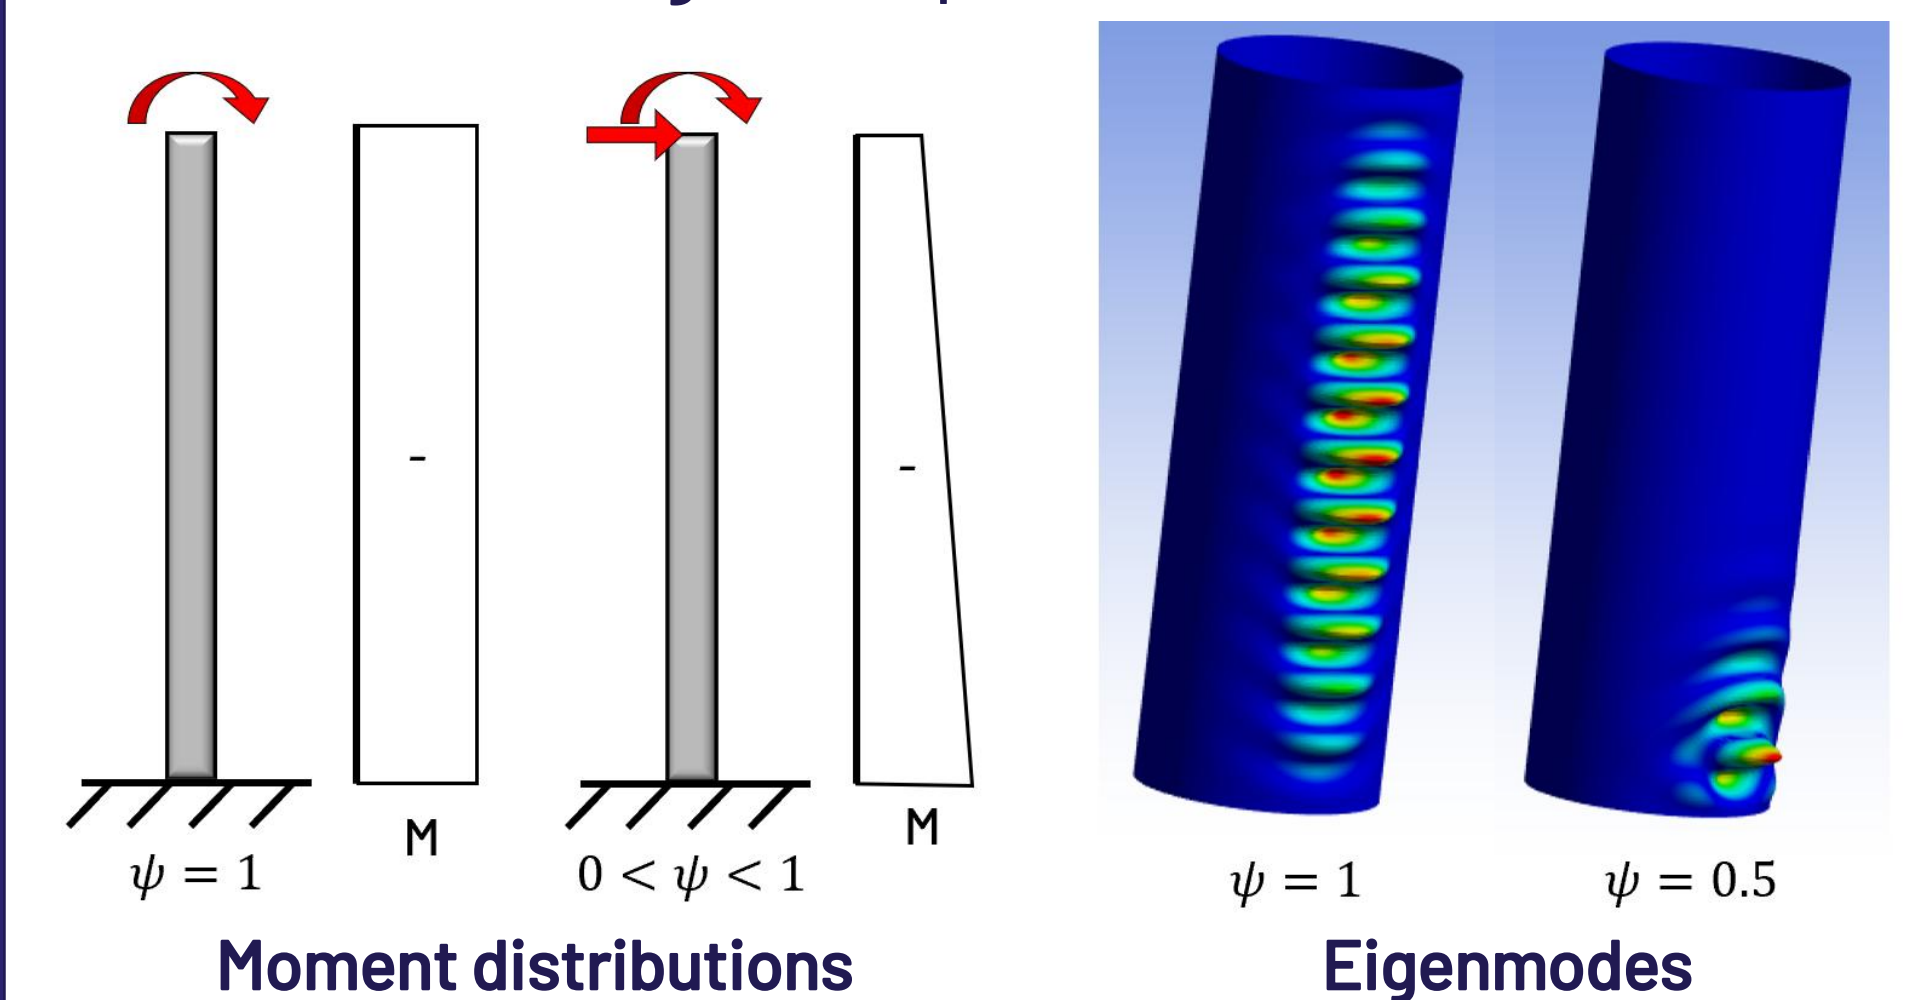 -
-
M
M
ψ = 1
0 < ψ < 1
ψ = 1
ψ = 0.5
Moment distributions
Eigenmodes